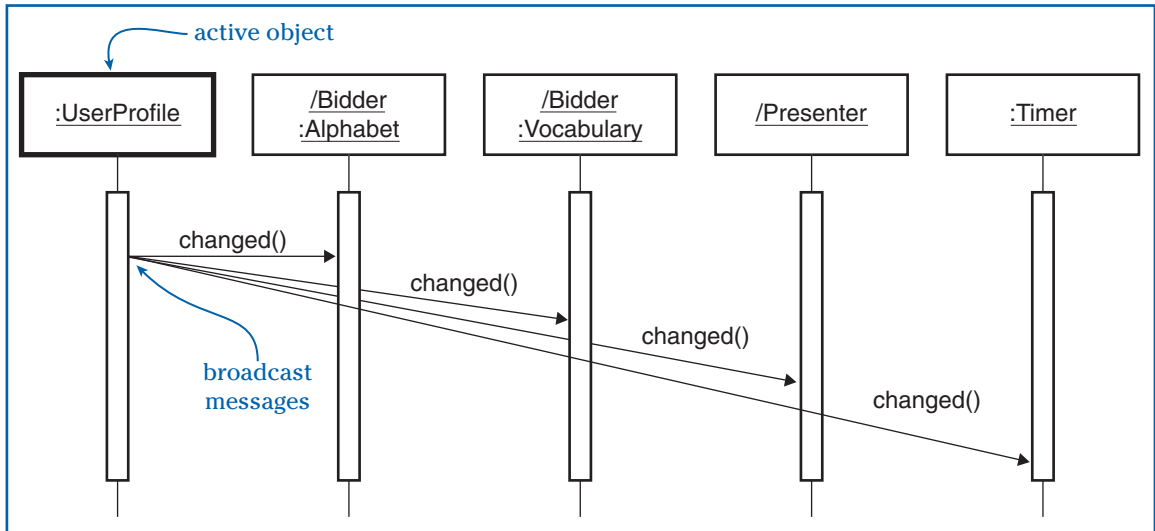 active object
:UserProfile
/Bidder
:Alphabet
/Bidder
:Vocabulary
/Presenter
:Timer
changed()
changed()
changed()
changed()
broadcast
messages